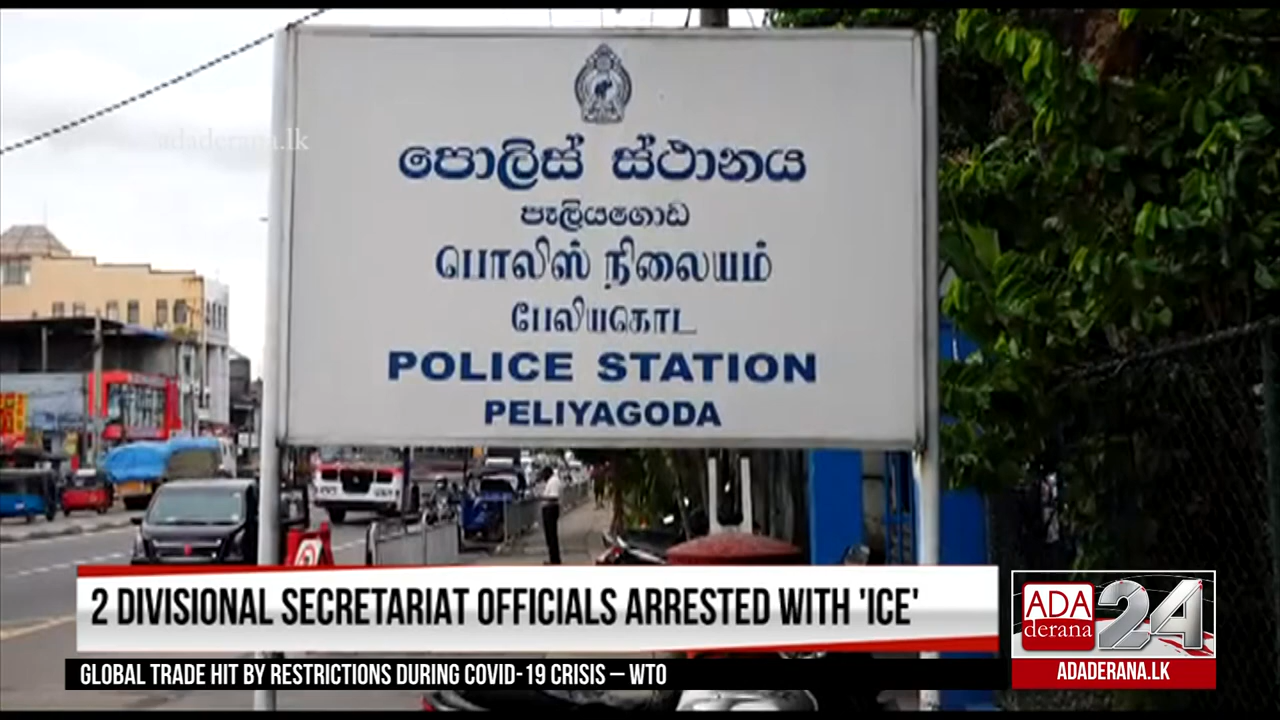 adaderana.lk
පොලිස් ස්ථානය
පෑලියගොඩ
பொலிஸ் நிலையம்
பேலியகொட
POLICE STATION
PELIYAGODA
2 DIVISIONAL SECRETARIAT OFFICIALS ARRESTED WITH 'ICE'
GLOBAL TRADE HIT BY RESTRICTIONS DURING COVID-19 CRISIS – WTO
ADA
derana
24
ADADERANA.LK